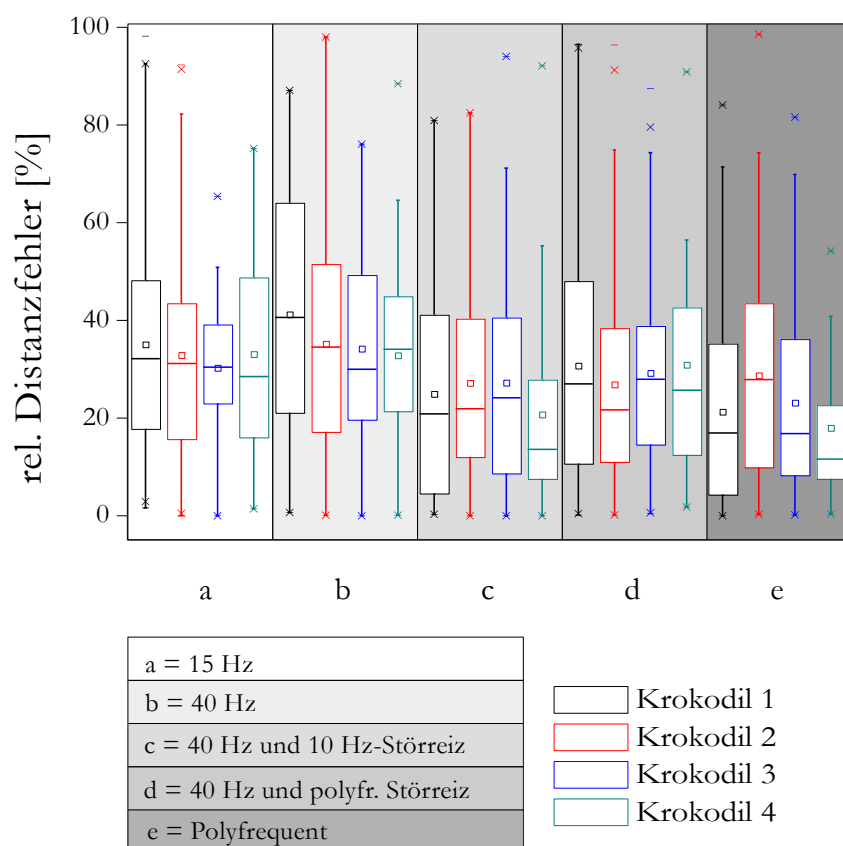 rel. Distanzfehler [%]
100
80
60
40
20
0
a b c d e
a = 15 Hz
b = 40 Hz
c = 40 Hz und 10 Hz-Störreiz
d = 40 Hz und polyfr. Störreiz
e = Polyfrequent
Krokodil 1
Krokodil 2
Krokodil 3
Krokodil 4